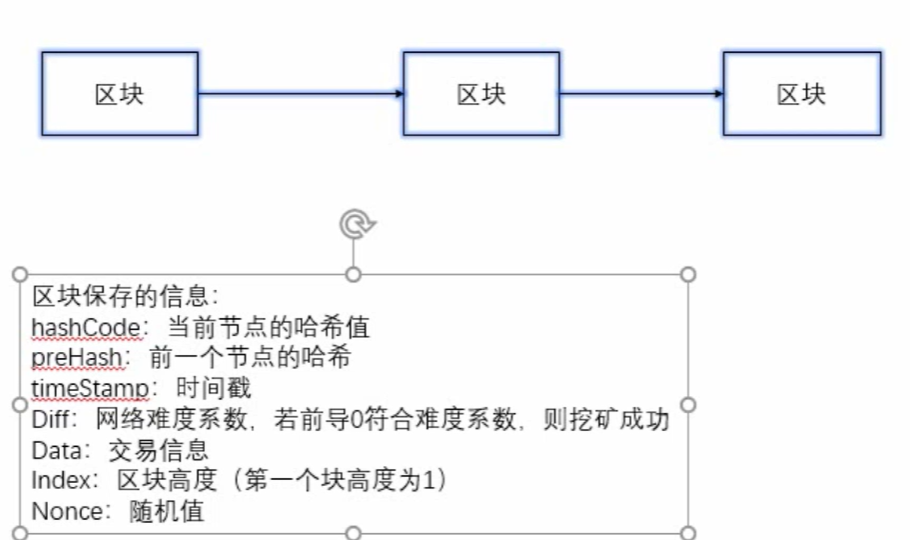 区块
区块
区块
区块保存的信息：
hashCode：当前节点的哈希值
preHash：前一个节点的哈希
timeStamp：时间戳
Diff：网络难度系数，若前导0符合难度系数，则挖矿成功
Data：交易信息
Index：区块高度（第一个块高度为1）
Nonce：随机值